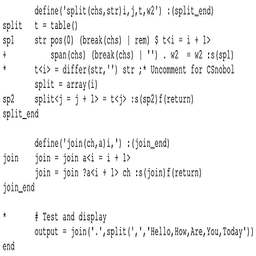 define('split(chs,str)i,j,t,w2') :(split_end)
split   t = table()
spl     str pos(0) (break(chs) | rem) $ t<i = i + 1>
+           span(chs) (break(chs) | '') . w2  = w2 :s(spl)
*       t<i> = differ(str,'') str ;* Uncomment for CSnobol
        split = array(i)
sp2     split<j = j + 1> = t<j> :s(sp2)f(return)
split_end

        define('join(ch,a)i,') :(join_end)
join    join = join a<i = i + 1>
        join = join ?a<i + 1> ch :s(join)f(return)
join_end

*       # Test and display
        output = join('.',split(',','Hello,How,Are,You,Today'))
end